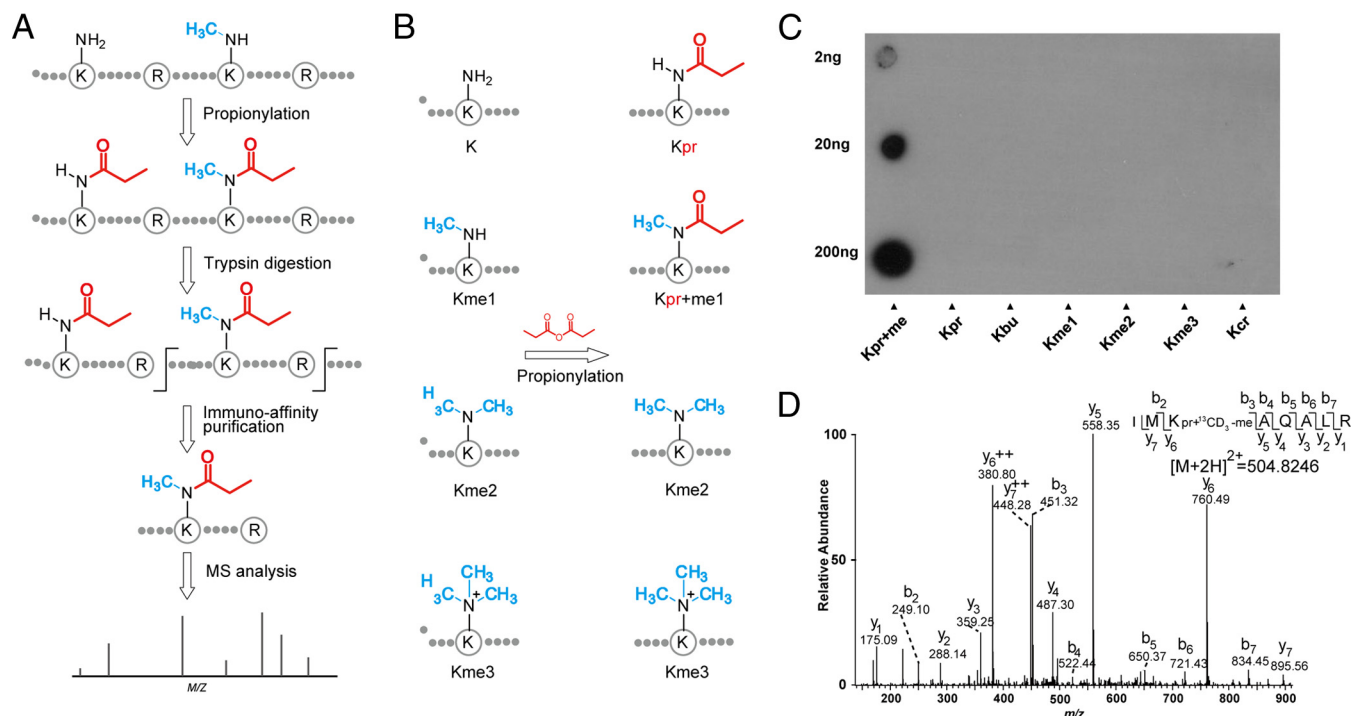 A
NH₂
H₃C
NH
K
R
K
R
Propionylation
O
H
N
H₃C
N
O
K
R
K
R
Trypsin digestion
O
H
N
H₃C
N
O
K
R
K
R
Immuno-affinity
purification
O
H₃C
N
K
R
MS analysis
M/Z
B
NH₂
K
K
H
N
O
K
Kpr
H₃C
NH
K
Kme1
H₃C
N
O
K
Kpr+me1
O
O
O
Propionylation
H
H₃C
CH₃
N
K
Kme2
H₃C
CH₃
N
K
Kme2
CH₃
H
H₃C
CH₃
N+
K
Kme3
CH₃
H₃C
CH₃
N+
K
Kme3
C
2ng
20ng
200ng
Kpr+me
Kpr
Kbu
Kme1
Kme2
Kme3
Kcr
D
b₂ b₃ b₄ b₅ b₆ b₇
I M K pr+¹³CD₃ -me A Q A L R
y₇ y₆ y₅ y₄ y₃ y₂ y₁
[M+2H]²⁺=504.8246
Relative Abundance
100
50
0
y₁
175.09
b₂
249.10
y₂
288.14
y₃
359.25
y₆⁺⁺
380.80
y₇⁺⁺
448.28
b₃
451.32
y₄
487.30
b₄
522.44
y₅
558.35
b₅
650.37
b₆
721.43
y₆
760.49
b₇
834.45
y₇
895.56
200 300 400 500 600 700 800 900
m/z